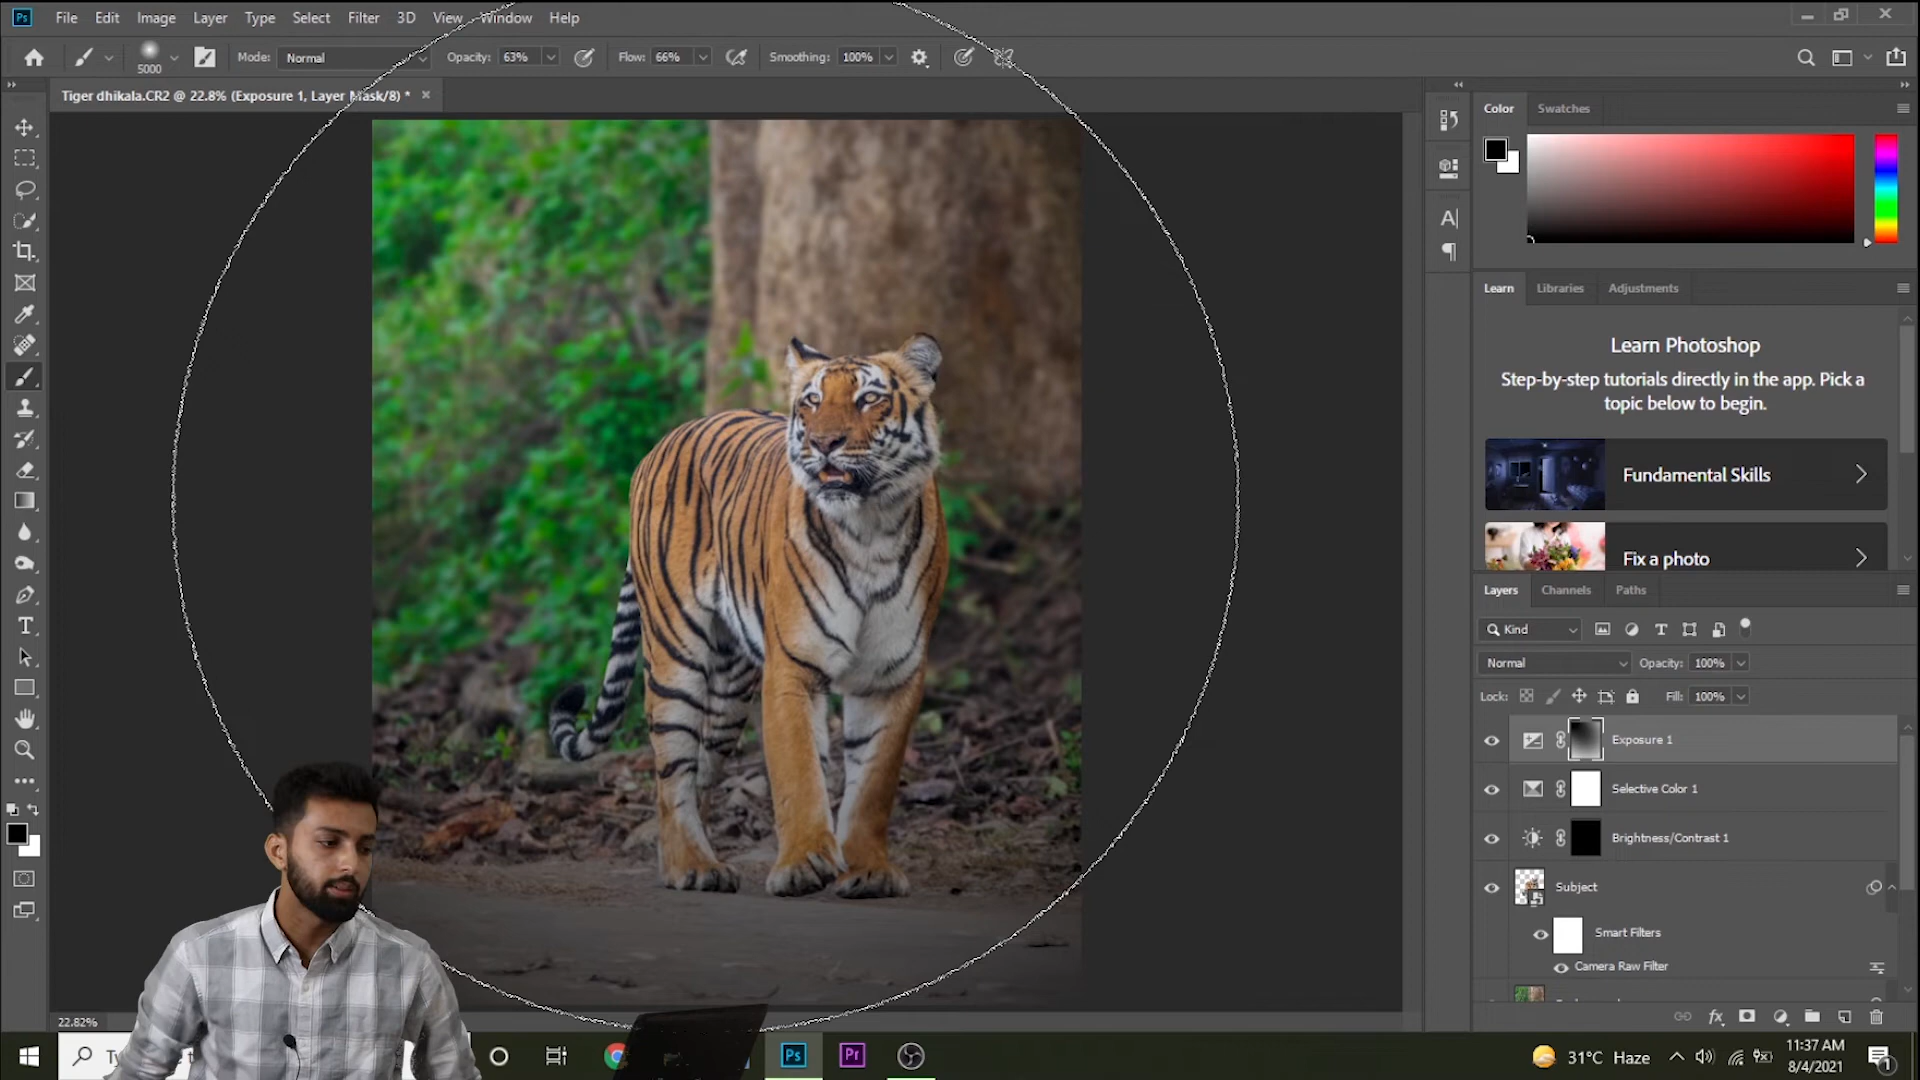 Ps File Edit Image Layer Type Select Filter 3D View Window Help
5000 Mode: Normal Opacity: 63% Flow: 66% Smoothing: 100%
Tiger dhikala.CR2 @ 22.8% (Exposure 1, Layer Mask/8) *
Color Swatches
Learn Libraries Adjustments
Learn Photoshop
Step-by-step tutorials directly in the app. Pick a
topic below to begin.
Fundamental Skills
Fix a photo
Layers Channels Paths
Kind
Normal Opacity: 100%
Lock: Fill: 100%
Exposure 1
Selective Color 1
Brightness/Contrast 1
Subject
Smart Filters
Camera Raw Filter
22.82%
Ps Pr 31°C Haze 11:37 AM
8/4/2021 1